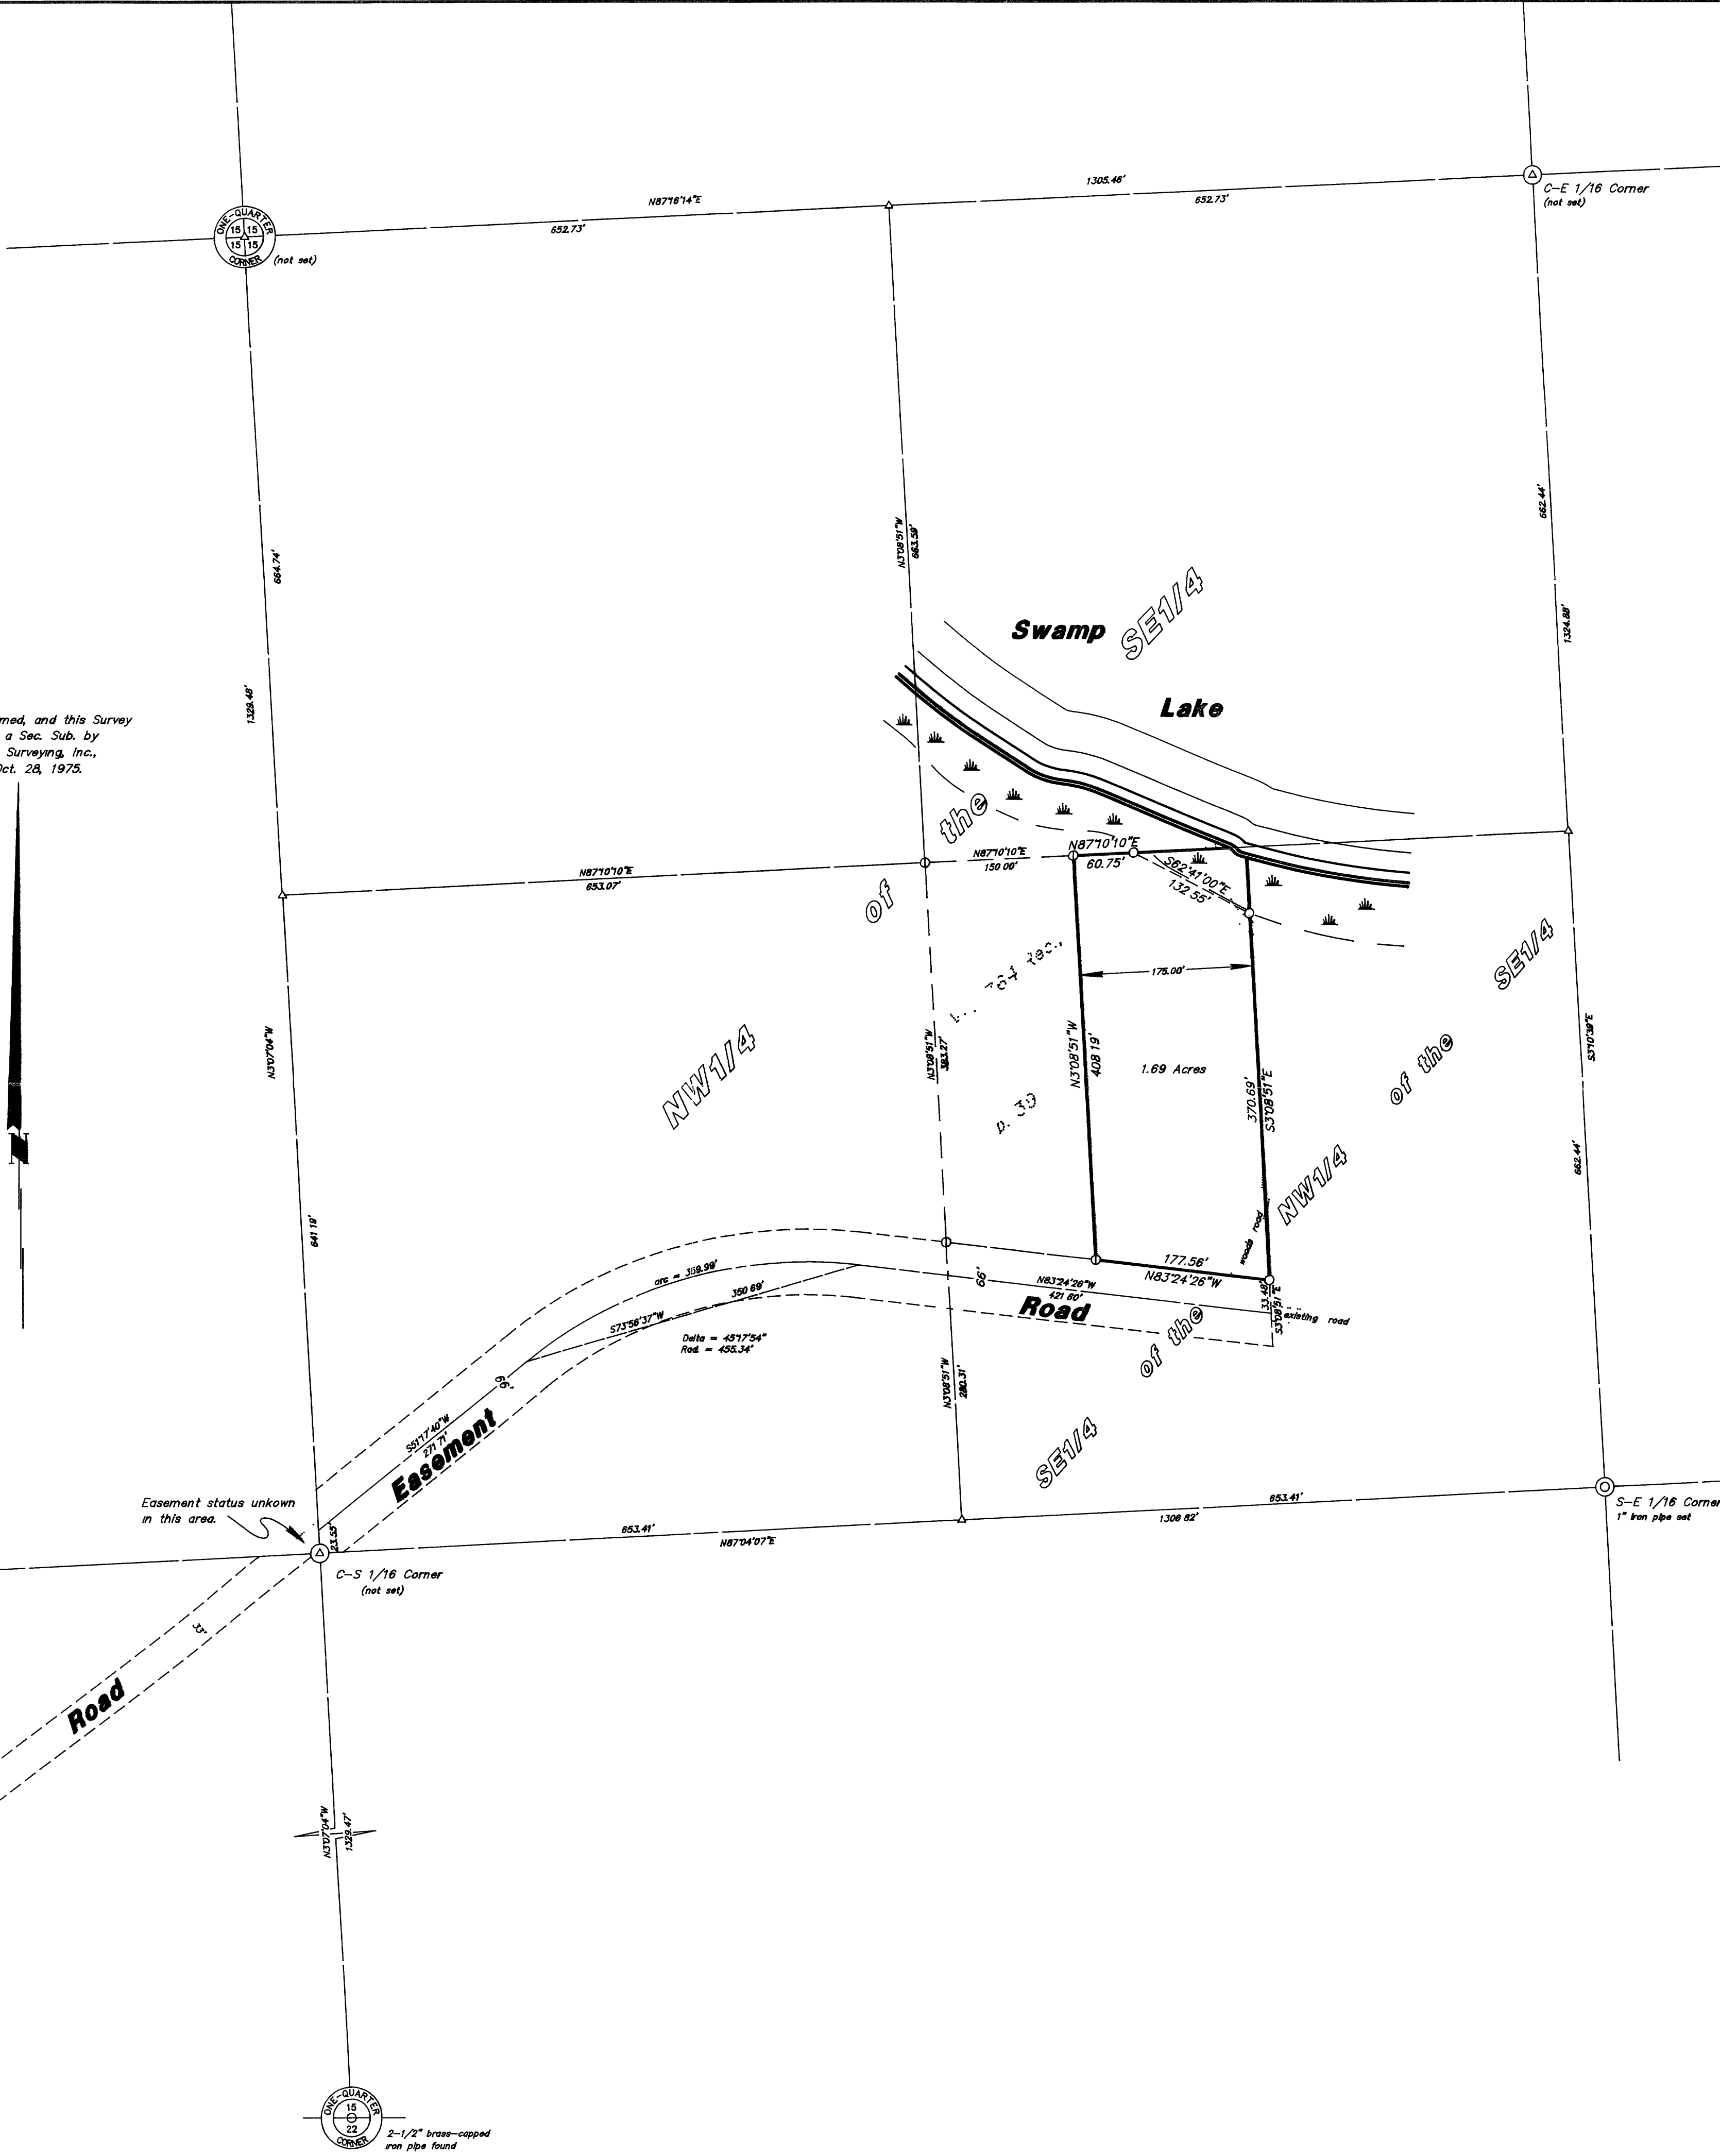 1305.46'
N87°16'14"E
652.73'
652.73'
C-E 1/16 Corner
(not set)
ONE-QUARTER
15 15
15 15
CORNER
(not set)
664.74'
N3°08'51"W
663.59'
662.44'
SE1/4
Swamp
Lake
1324.88'
1329.48'
med, and this Survey
a Sec. Sub. by
Surveying, Inc.,
Oct. 28, 1975.
the
of
N87°10'10"E
653.07'
N87°10'10"E
150.00'
N87°10'10"E
60.75'
S62°41'00"E
132.55'
SE1/4
175.00'
N3°07'04"W
NW1/4
N3°08'51"W
383.27'
p. 39
N3°08'51"W
408.19'
1.69 Acres
370.69'
S3°08'51"E
of the
S3°10'39"E
N
662.44'
NW1/4
woods road
641.19'
177.56'
N83°24'26"W
arc = 359.99'
350.69'
S73°56'37"W
66'
N83°24'26"W
421.60'
Road
33.48'
S3°08'51"E
existing road
of the
Delta = 45°17'54"
Rad. = 455.34'
66'
N3°08'51"W
280.31'
S51°17'40"W
271.71'
Easement
SE1/4
Easement status unkown
in this area.
23.55'
653.41'
N87°04'07"E
653.41'
1306.82'
S-E 1/16 Corner
1" iron pipe set
C-S 1/16 Corner
(not set)
33'
Road
N3°07'04"W
1329.47'
ONE-QUARTER
15
22
CORNER
2-1/2" brass-capped
iron pipe found